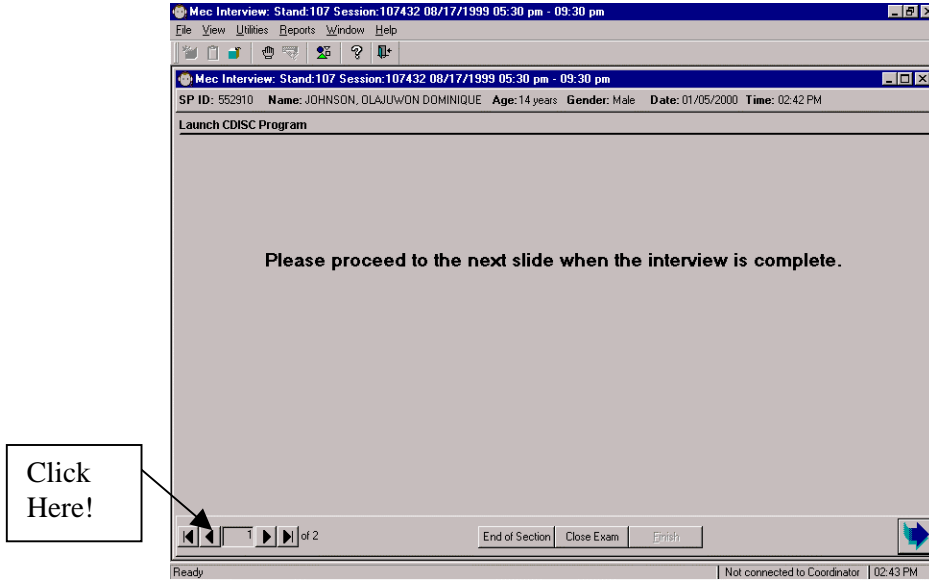 Mec Interview: Stand:107 Session:107432 08/17/1999 05:30 pm - 09:30 pm
File View Utilities Reports Window Help
Mec Interview: Stand:107 Session:107432 08/17/1999 05:30 pm - 09:30 pm
SP ID: 552910 Name: JOHNSON, OLAJUWON DOMINIQUE Age: 14 years Gender: Male Date: 01/05/2000 Time: 02:42 PM
Launch CDISC Program
Please proceed to the next slide when the interview is complete.
Click
Here!
1 of 2 End of Section Close Exam Finish
Ready Not connected to Coordinator 02:43 PM